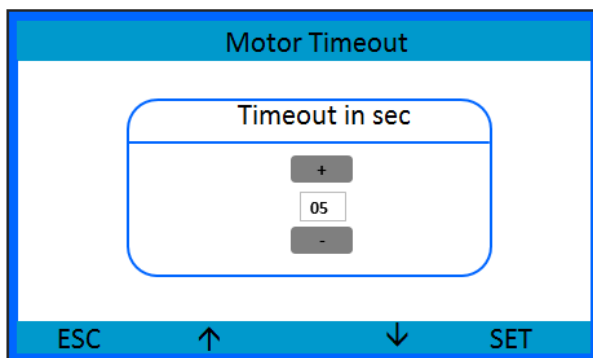 Motor Timeout
Timeout in sec
+
05
-
ESC ↑ ↓ SET